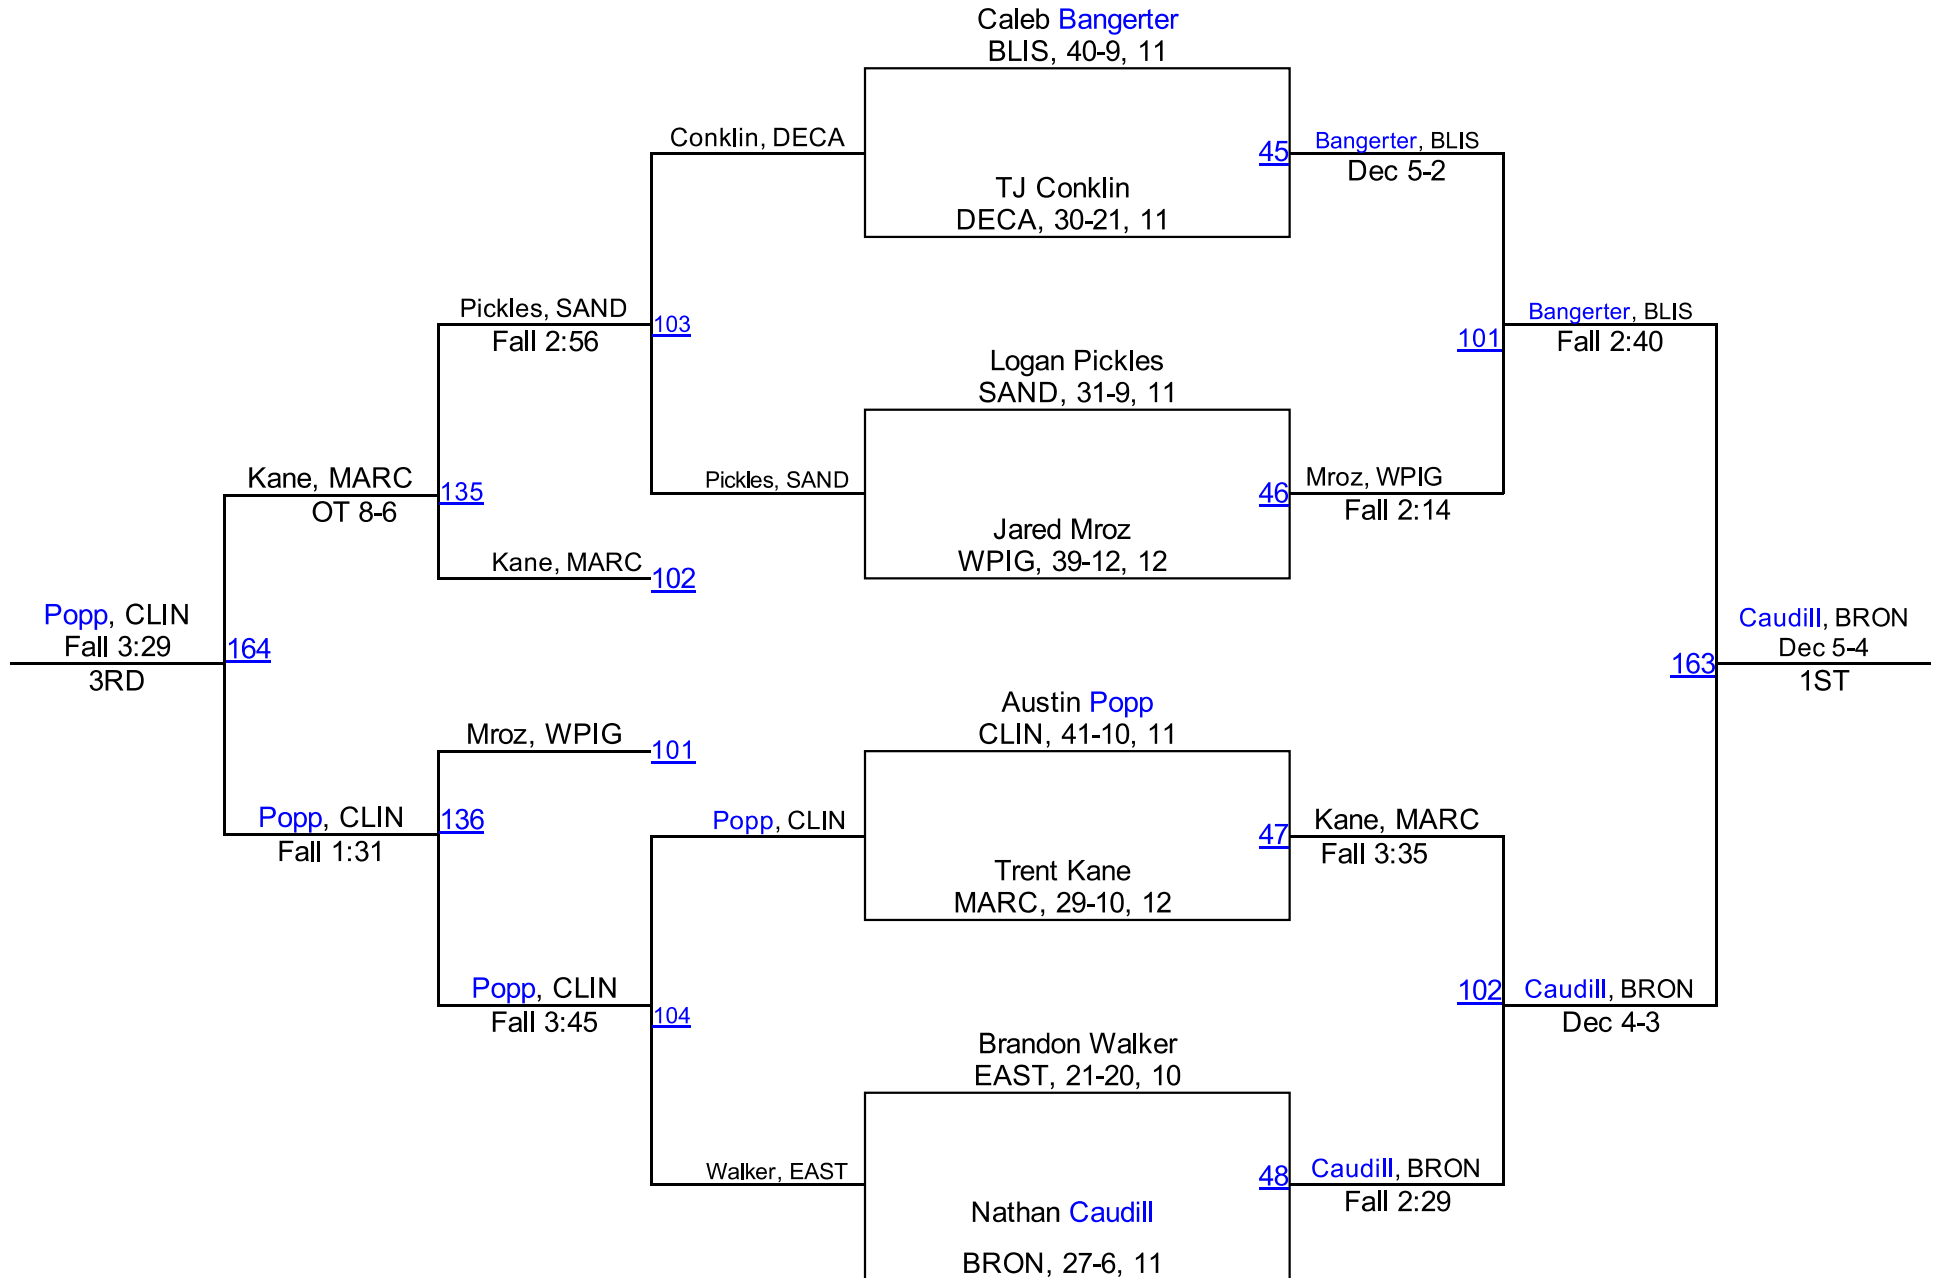 Caleb Bangerter
BLIS, 40-9, 11
Conklin, DECA
45
Bangerter, BLIS
Dec 5-2
TJ Conklin
DECA, 30-21, 11
Pickles, SAND
Fall 2:56
103
Bangerter, BLIS
Fall 2:40
101
Logan Pickles
SAND, 31-9, 11
Kane, MARC
OT 8-6
135
Pickles, SAND
46
Mroz, WPIG
Fall 2:14
Jared Mroz
WPIG, 39-12, 12
Kane, MARC
102
Popp, CLIN
Fall 3:29
3RD
164
163
Caudill, BRON
Dec 5-4
1ST
Austin Popp
CLIN, 41-10, 11
Mroz, WPIG
101
Popp, CLIN
Fall 1:31
136
Popp, CLIN
47
Kane, MARC
Fall 3:35
Trent Kane
MARC, 29-10, 12
Popp, CLIN
Fall 3:45
104
102
Caudill, BRON
Dec 4-3
Brandon Walker
EAST, 21-20, 10
Walker, EAST
48
Caudill, BRON
Fall 2:29
Nathan Caudill
BRON, 27-6, 11